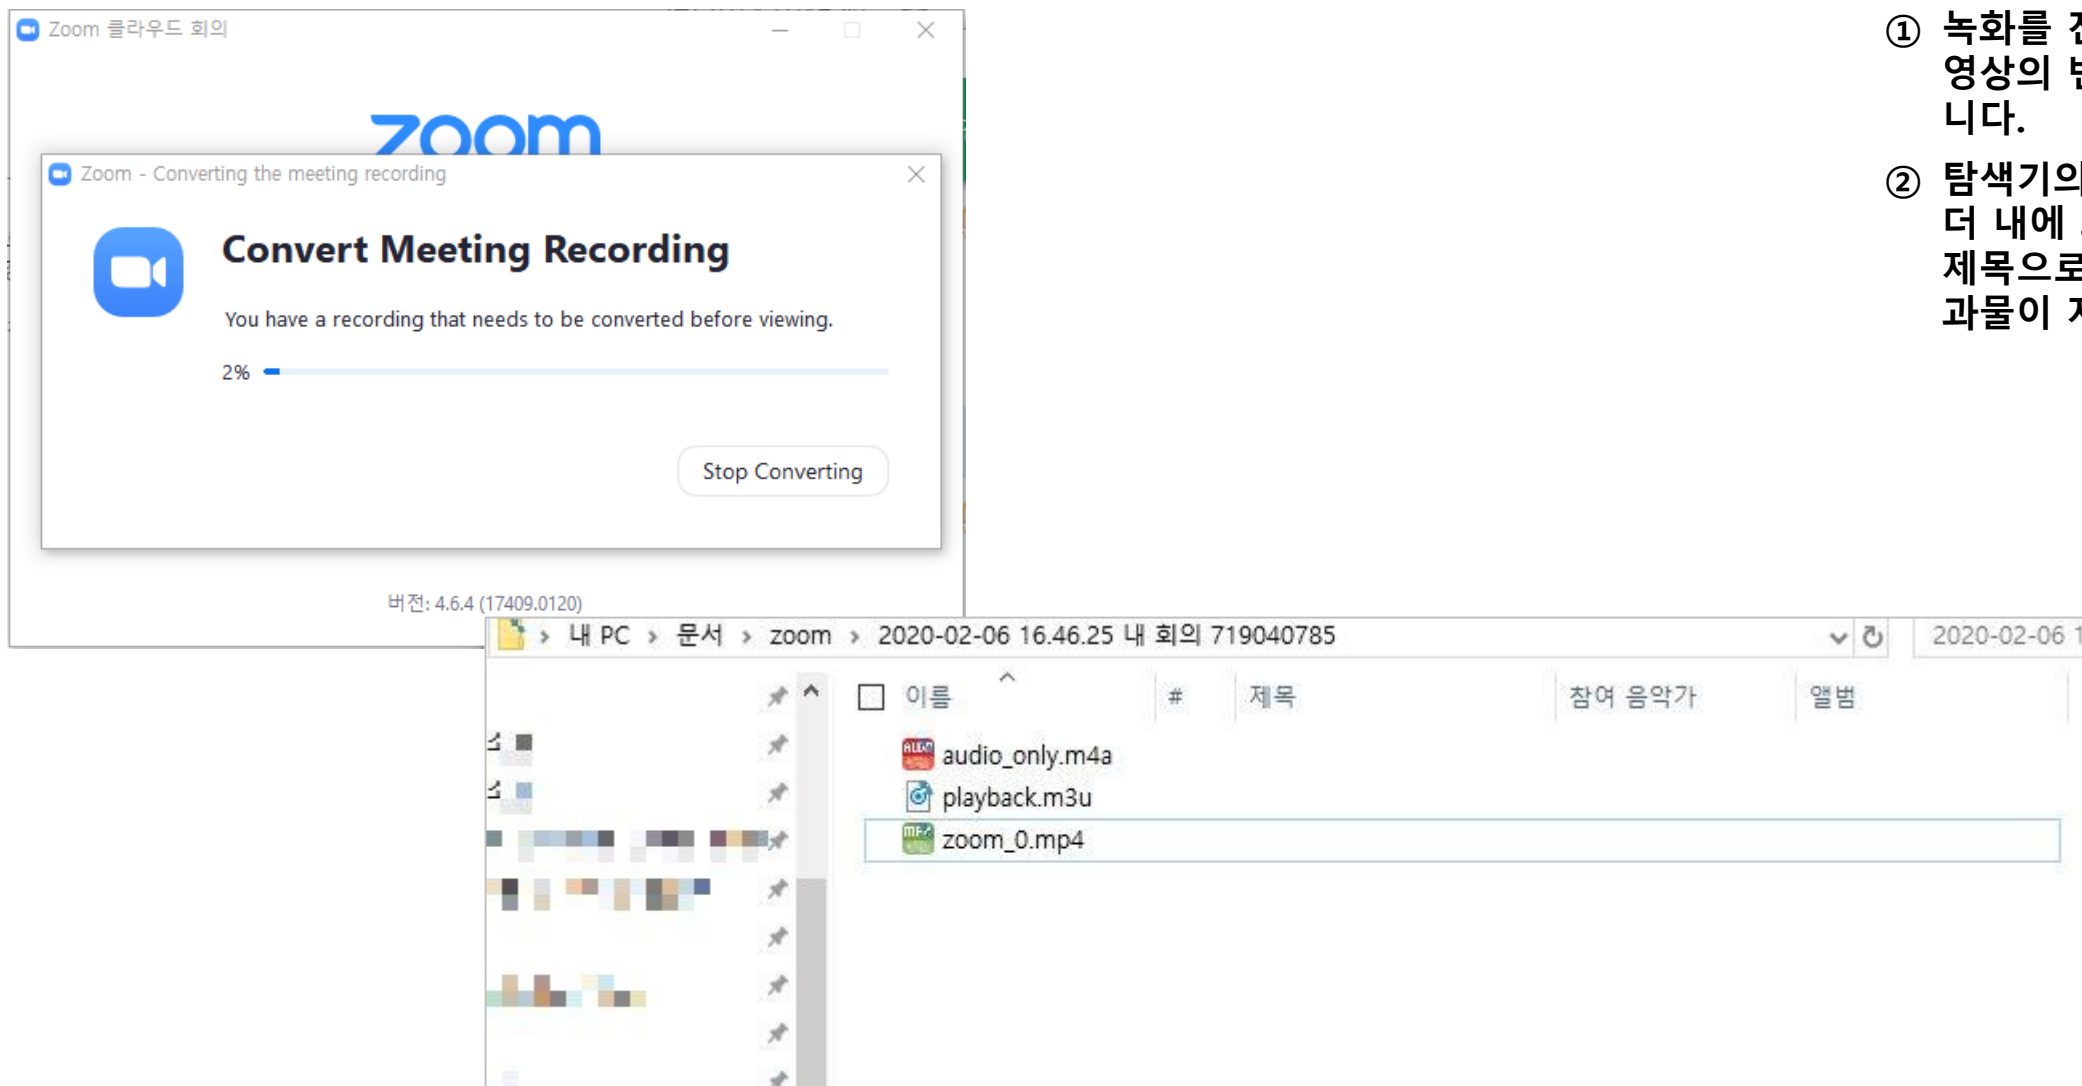 Zoom 클라우드 회의
zoom
Zoom - Converting the meeting recording
Convert Meeting Recording
You have a recording that needs to be converted before viewing.
2%
Stop Converting
버전: 4.6.4 (17409.0120)
① 녹화를
영상의
니다.
② 탐색기의
더 내에
제목으로
과물이
› 내 PC › 문서 › zoom › 2020-02-06 16.46.25 내 회의 719040785
2020-02-06
이름 # 제목 참여 음악가 앨범
audio_only.m4a
playback.m3u
zoom_0.mp4